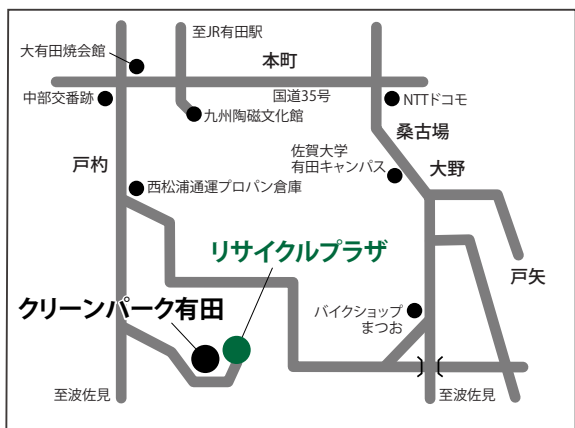 至JR有田駅
大有田焼会館
本町
中部交番跡
国道35号
NTTドコモ
九州陶磁文化館
桑古場
佐賀大学
有田キャンパス
大野
戸杓
西松浦通運プロパン倉庫
リサイクルプラザ
戸矢
クリーンパーク有田
バイクショップ
まつお
至波佐見
至波佐見